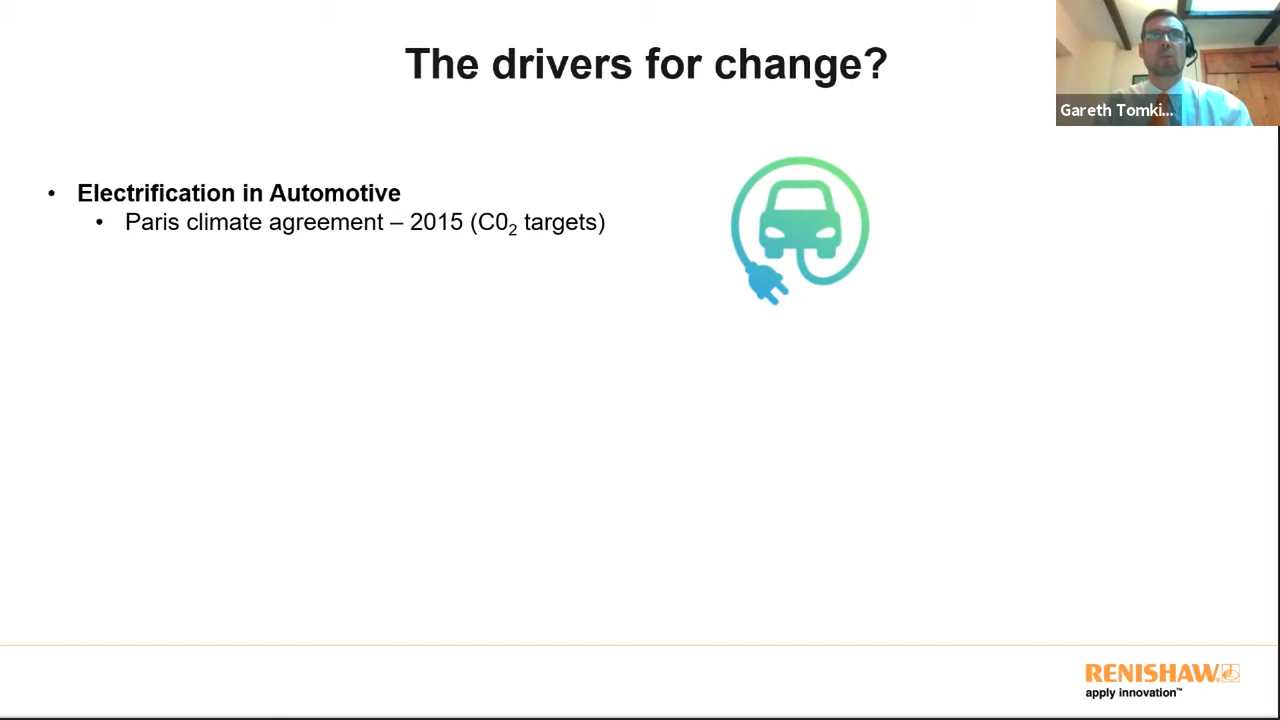 The drivers for change?
Gareth Tomki...
• Electrification in Automotive
• Paris climate agreement – 2015 (C0₂ targets)
RENISHAW
apply innovation™